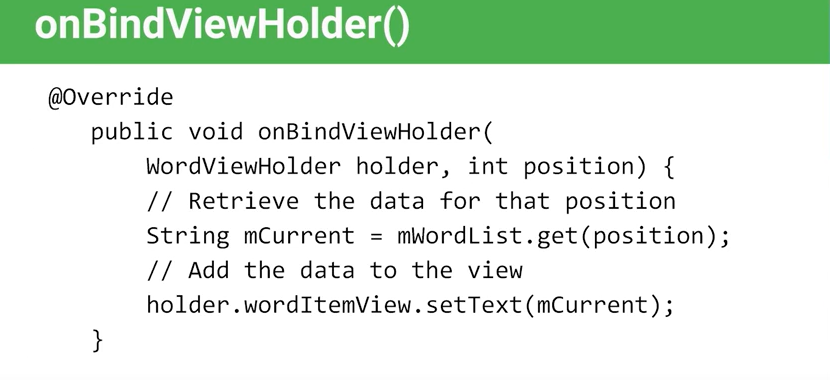 onBindViewHolder()
@Override
public void onBindViewHolder(
WordViewHolder holder, int position) {
// Retrieve the data for that position
String mCurrent = mWordList.get(position);
// Add the data to the view
holder.wordItemView.setText(mCurrent);
}